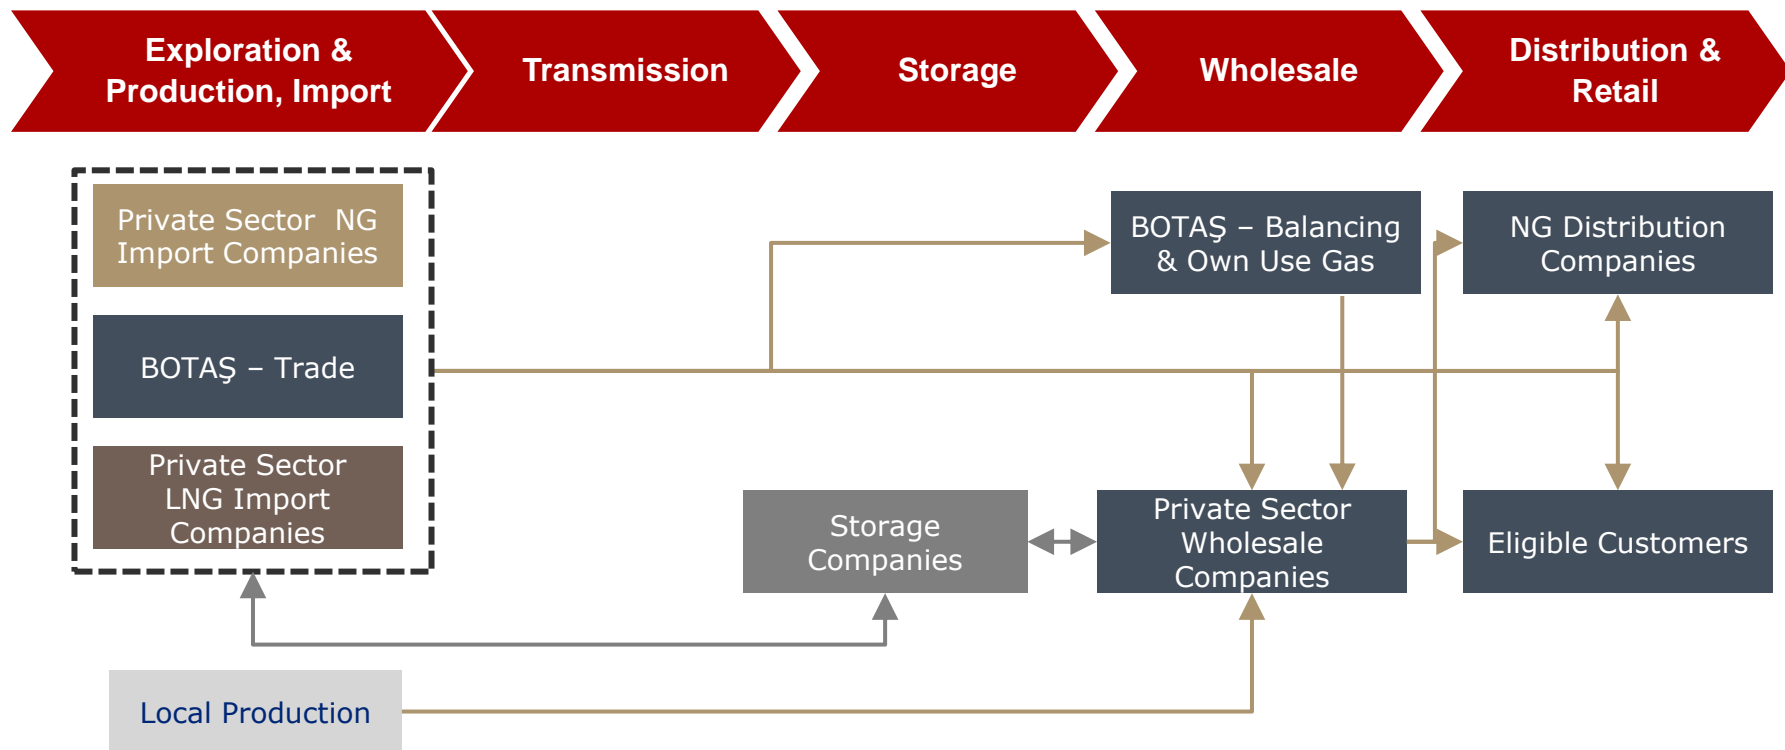 Exploration &
Production, Import
Transmission
Storage
Wholesale
Distribution &
Retail
Private Sector  NG
Import Companies
BOTAŞ – Trade
Private Sector
LNG Import
Companies
Local Production
Storage
Companies
BOTAŞ – Balancing
& Own Use Gas
Private Sector
Wholesale
Companies
NG Distribution
Companies
Eligible Customers